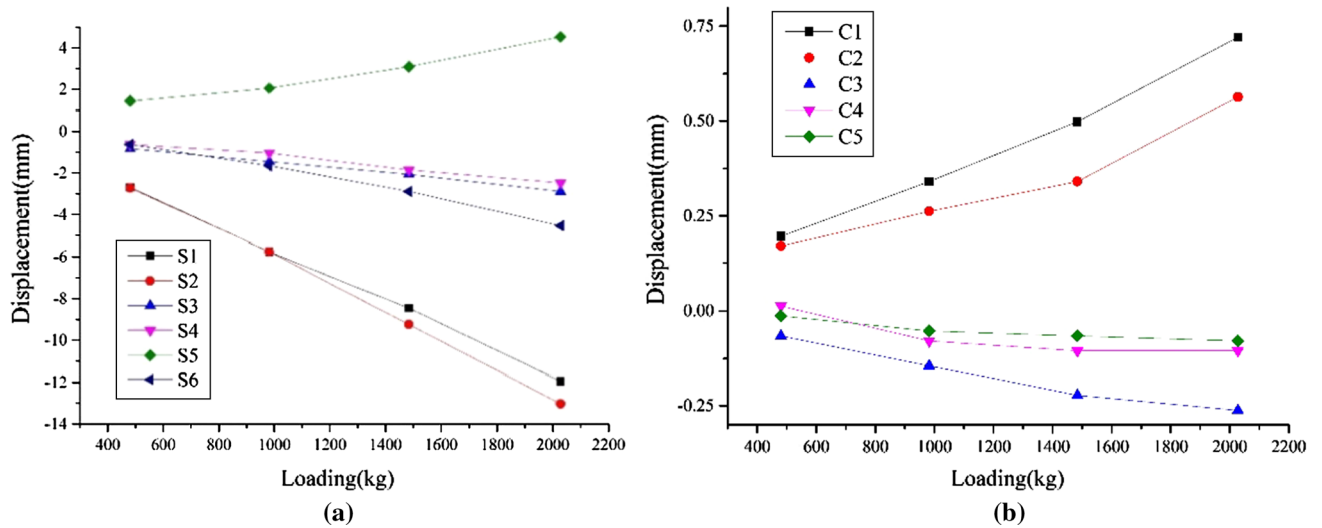 4
2
0
-2
-4
-6
-8
-10
-12
-14
400 600 800 1000 1200 1400 1600 1800 2000 2200
Displacement(mm)
Loading(kg)
S1
S2
S3
S4
S5
S6
(a)
0.75
0.50
0.25
0.00
-0.25
400 600 800 1000 1200 1400 1600 1800 2000 2200
Displacement(mm)
Loading(kg)
C1
C2
C3
C4
C5
(b)